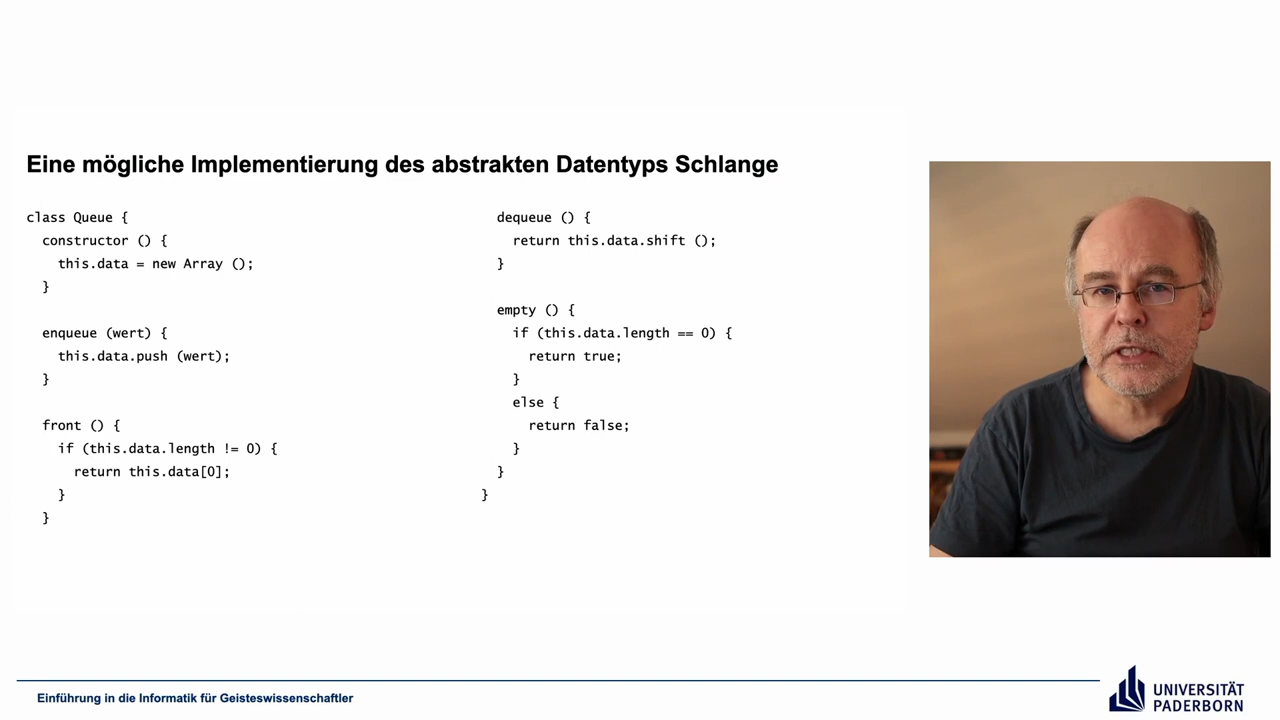 Eine mögliche Implementierung des abstrakten Datentyps Schlange
class Queue {
constructor () {
this.data = new Array ();
}
enqueue (wert) {
this.data.push (wert);
}
front () {
if (this.data.length != 0) {
return this.data[0];
}
}
dequeue () {
return this.data.shift ();
}
empty () {
if (this.data.length == 0) {
return true;
}
else {
return false;
}
}
}
Einführung in die Informatik für Geisteswissenschaftler
UNIVERSITÄT
PADERBORN